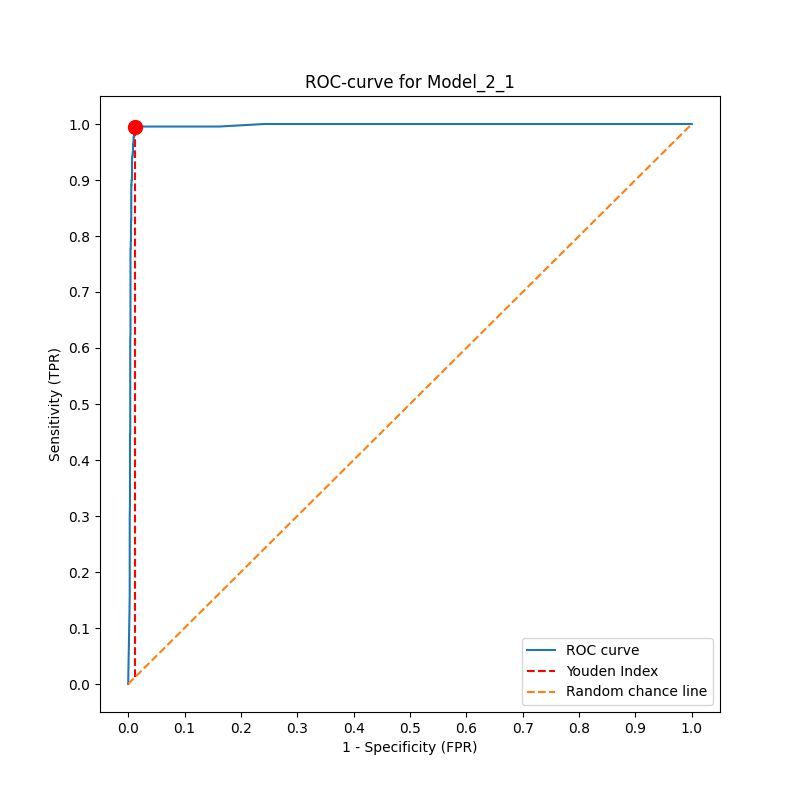 ROC-curve for Model_2_1
Sensitivity (TPR)
1.0
0.9
0.8
0.7
0.6
0.5
0.4
0.3
0.2
0.1
0.0
ROC curve
Youden Index
Random chance line
0.0 0.1 0.2 0.3 0.4 0.5 0.6 0.7 0.8 0.9 1.0
1 - Specificity (FPR)